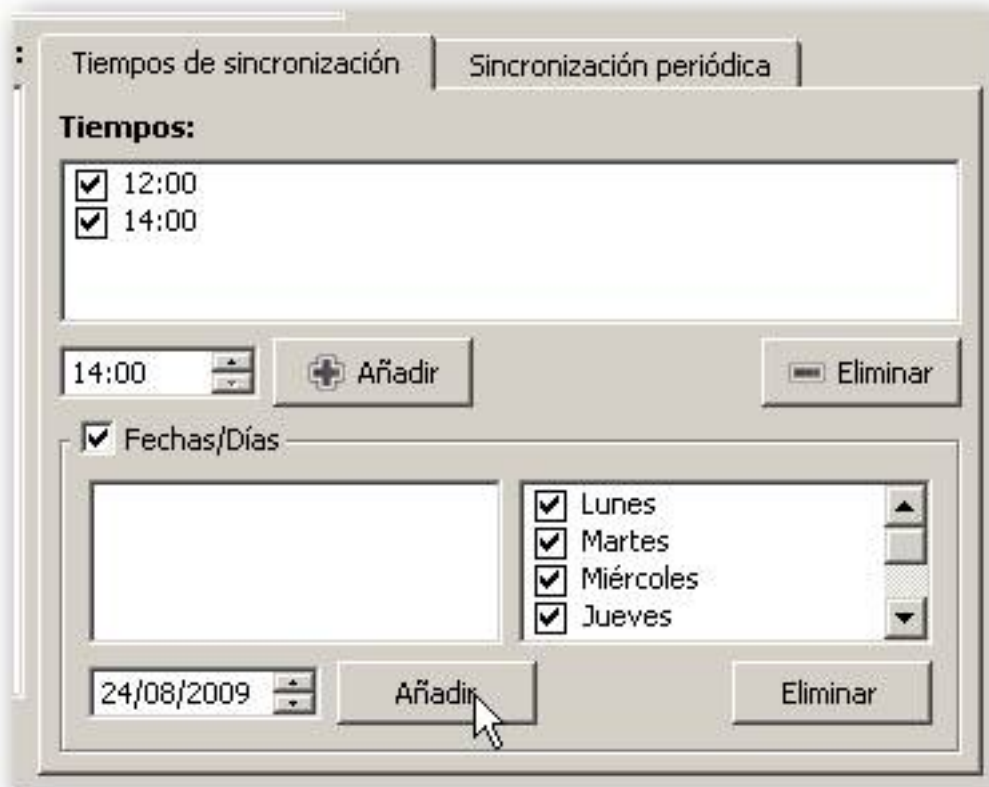 :
Tiempos de sincronización
Sincronización periódica
Tiempos:
12:00
14:00
14:00
Añadir
Eliminar
Fechas/Días
Lunes
Martes
Miércoles
Jueves
24/08/2009
Añadir
Eliminar